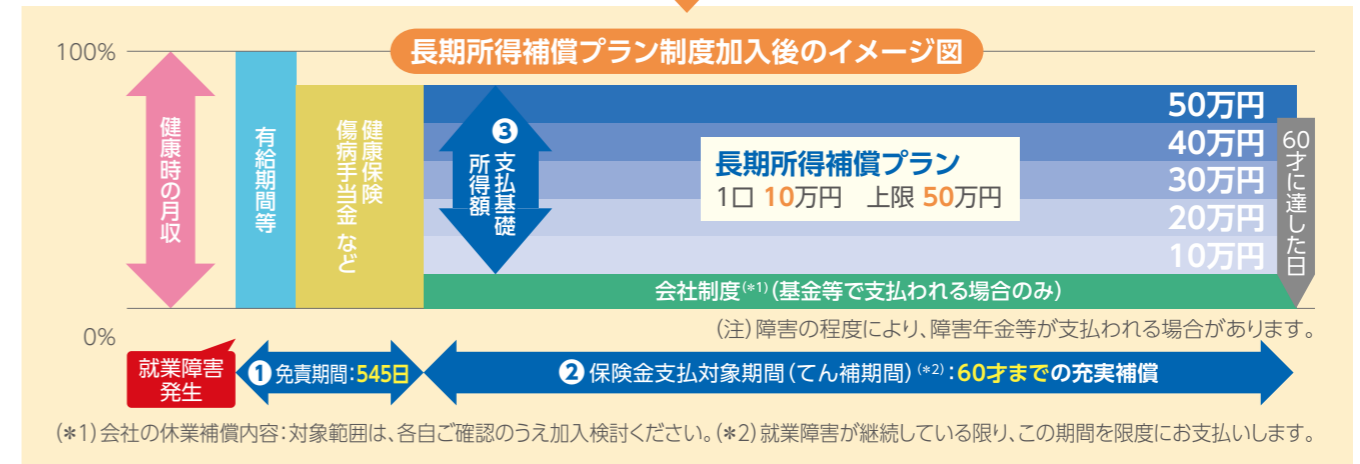 長期所得補償プラン制度加入後のイメージ図
100%
0%
健康時の月収
有給期間等
健康保険
傷病手当金 など
❸
支払基礎
所得額
長期所得補償プラン
1口 10万円 上限 50万円
50万円
40万円
30万円
20万円
10万円
60才に達した日
会社制度(*1)(基金等で支払われる場合のみ)
(注)障害の程度により、障害年金等が支払われる場合があります。
就業障害
発生
❶免責期間:545日
❷保険金支払対象期間(てん補期間)(*2):60才までの充実補償
(*1)会社の休業補償内容:対象範囲は、各自ご確認のうえ加入検討ください。(*2)就業障害が継続している限り、この期間を限度にお支払いします。